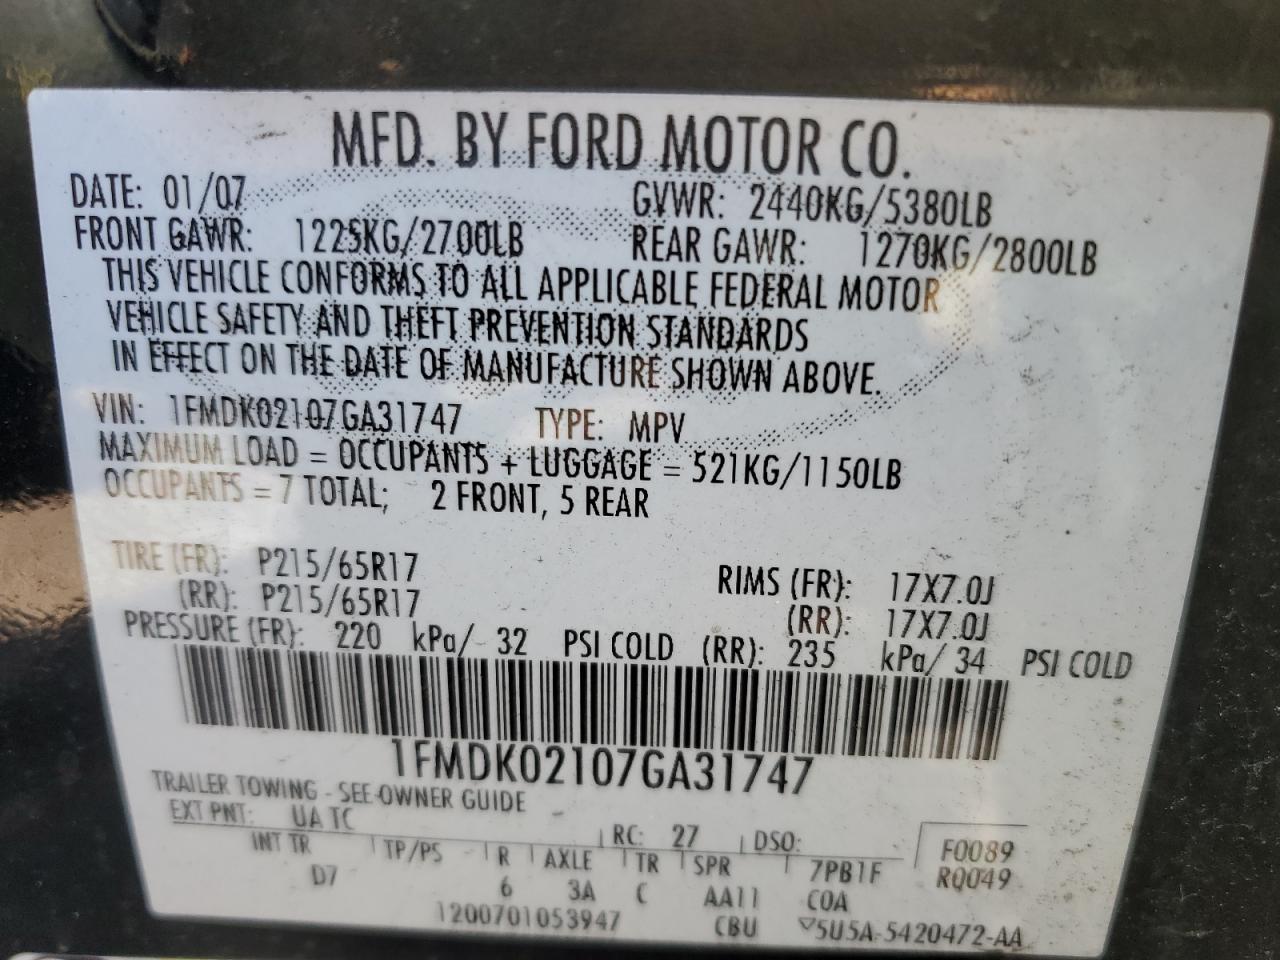 MFD. BY FORD MOTOR CO.
DATE: 01/07 GVWR: 2440KG/5380LB
FRONT GAWR: 1225KG/2700LB REAR GAWR: 1270KG/2800LB
THIS VEHICLE CONFORMS TO ALL APPLICABLE FEDERAL MOTOR
VEHICLE SAFETY AND THEFT PREVENTION STANDARDS
IN EFFECT ON THE DATE OF MANUFACTURE SHOWN ABOVE.
VIN: 1FMDK02107GA31747 TYPE: MPV
MAXIMUM LOAD = OCCUPANTS + LUGGAGE = 521KG/1150LB
OCCUPANTS = 7 TOTAL; 2 FRONT, 5 REAR
TIRE (FR): P215/65R17 RIMS (FR): 17X7.0J
(RR): P215/65R17 (RR): 17X7.0J
PRESSURE (FR): 220 kPa/ 32 PSI COLD (RR): 235 kPa/ 34 PSI COLD
1FMDK02107GA31747
TRAILER TOWING - SEE OWNER GUIDE
EXT PNT: UA TC RC: 27 DSO: F0089
INT TR TP/PS R AXLE TR SPR 7PB1F R0049
D7 6 3A C AA11 COA
1200701053947 CBU ▽5U5A-5420472-AA